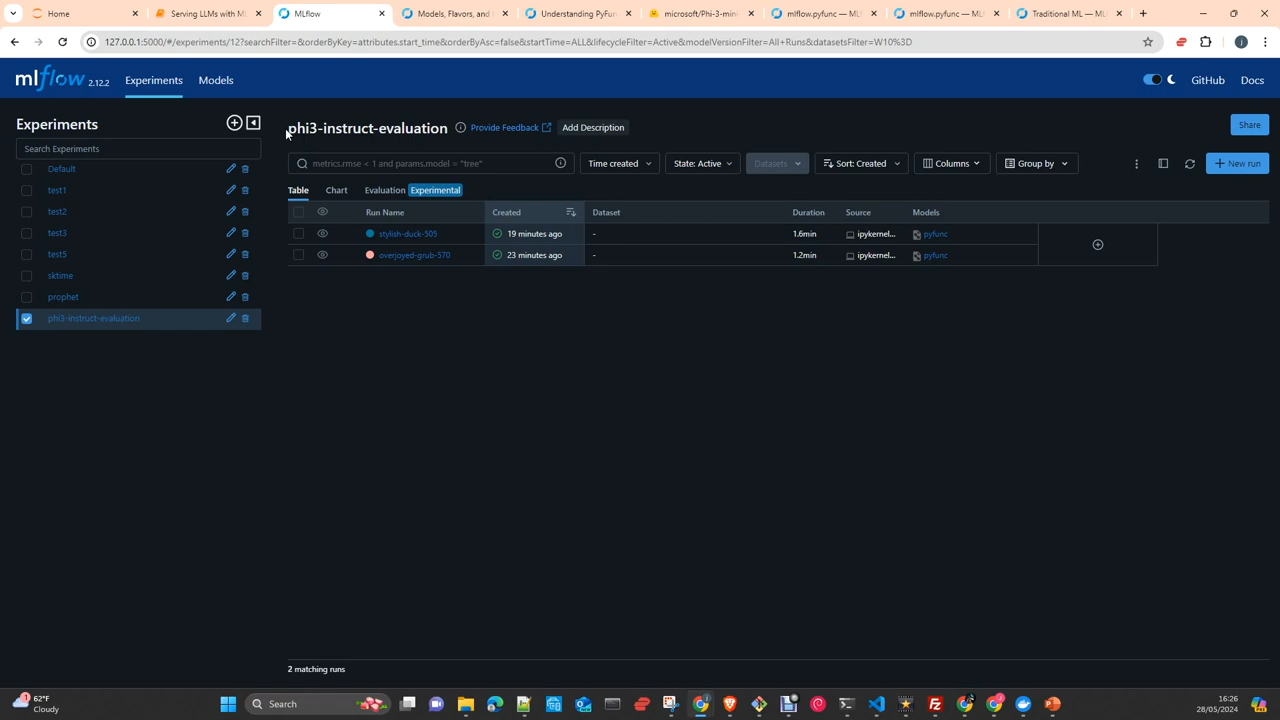 Home
Serving LLMs with ML
MLflow
Models, Flavors, and
Understanding PyFunc
microsoft/Phi-3-min
mlflow.pyfunc — ML
mlflow.pyfunc — ML
Traditional ML — ML
127.0.0.1:5000/#/experiments/12?searchFilter=&orderByKey=attributes.start_time&orderByAsc=false&startTime=ALL&lifecycleFilter=Active&modelVersionFilter=All+Runs&datasetsFilter=W10%3D
mlflow 2.12.2 Experiments Models GitHub Docs
Experiments
Search Experiments
Default
test1
test2
test3
test5
sktime
prophet
phi3-instruct-evaluation
phi3-instruct-evaluation Provide Feedback Add Description Share
metrics.rmse < 1 and params.model = "tree" Time created State: Active Datasets Sort: Created Columns Group by New run
Table Chart Evaluation Experimental
Run Name Created Dataset Duration Source Models
stylish-duck-505 19 minutes ago - 1.6min ipykernel... pyfunc
overjoyed-grub-570 23 minutes ago - 1.2min ipykernel... pyfunc
2 matching runs
1
62°F
Cloudy
Search
16:26
28/05/2024